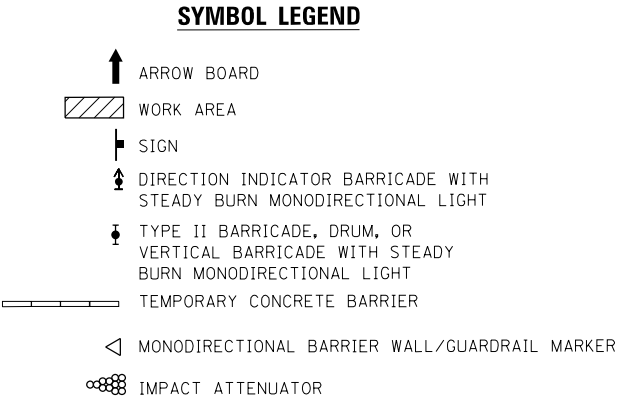 SYMBOL LEGEND
ARROW BOARD
WORK AREA
SIGN
DIRECTION INDICATOR BARRICADE WITH
STEADY BURN MONODIRECTIONAL LIGHT
TYPE II BARRICADE, DRUM, OR
VERTICAL BARRICADE WITH STEADY
BURN MONODIRECTIONAL LIGHT
TEMPORARY CONCRETE BARRIER
MONODIRECTIONAL BARRIER WALL/GUARDRAIL MARKER
IMPACT ATTENUATOR